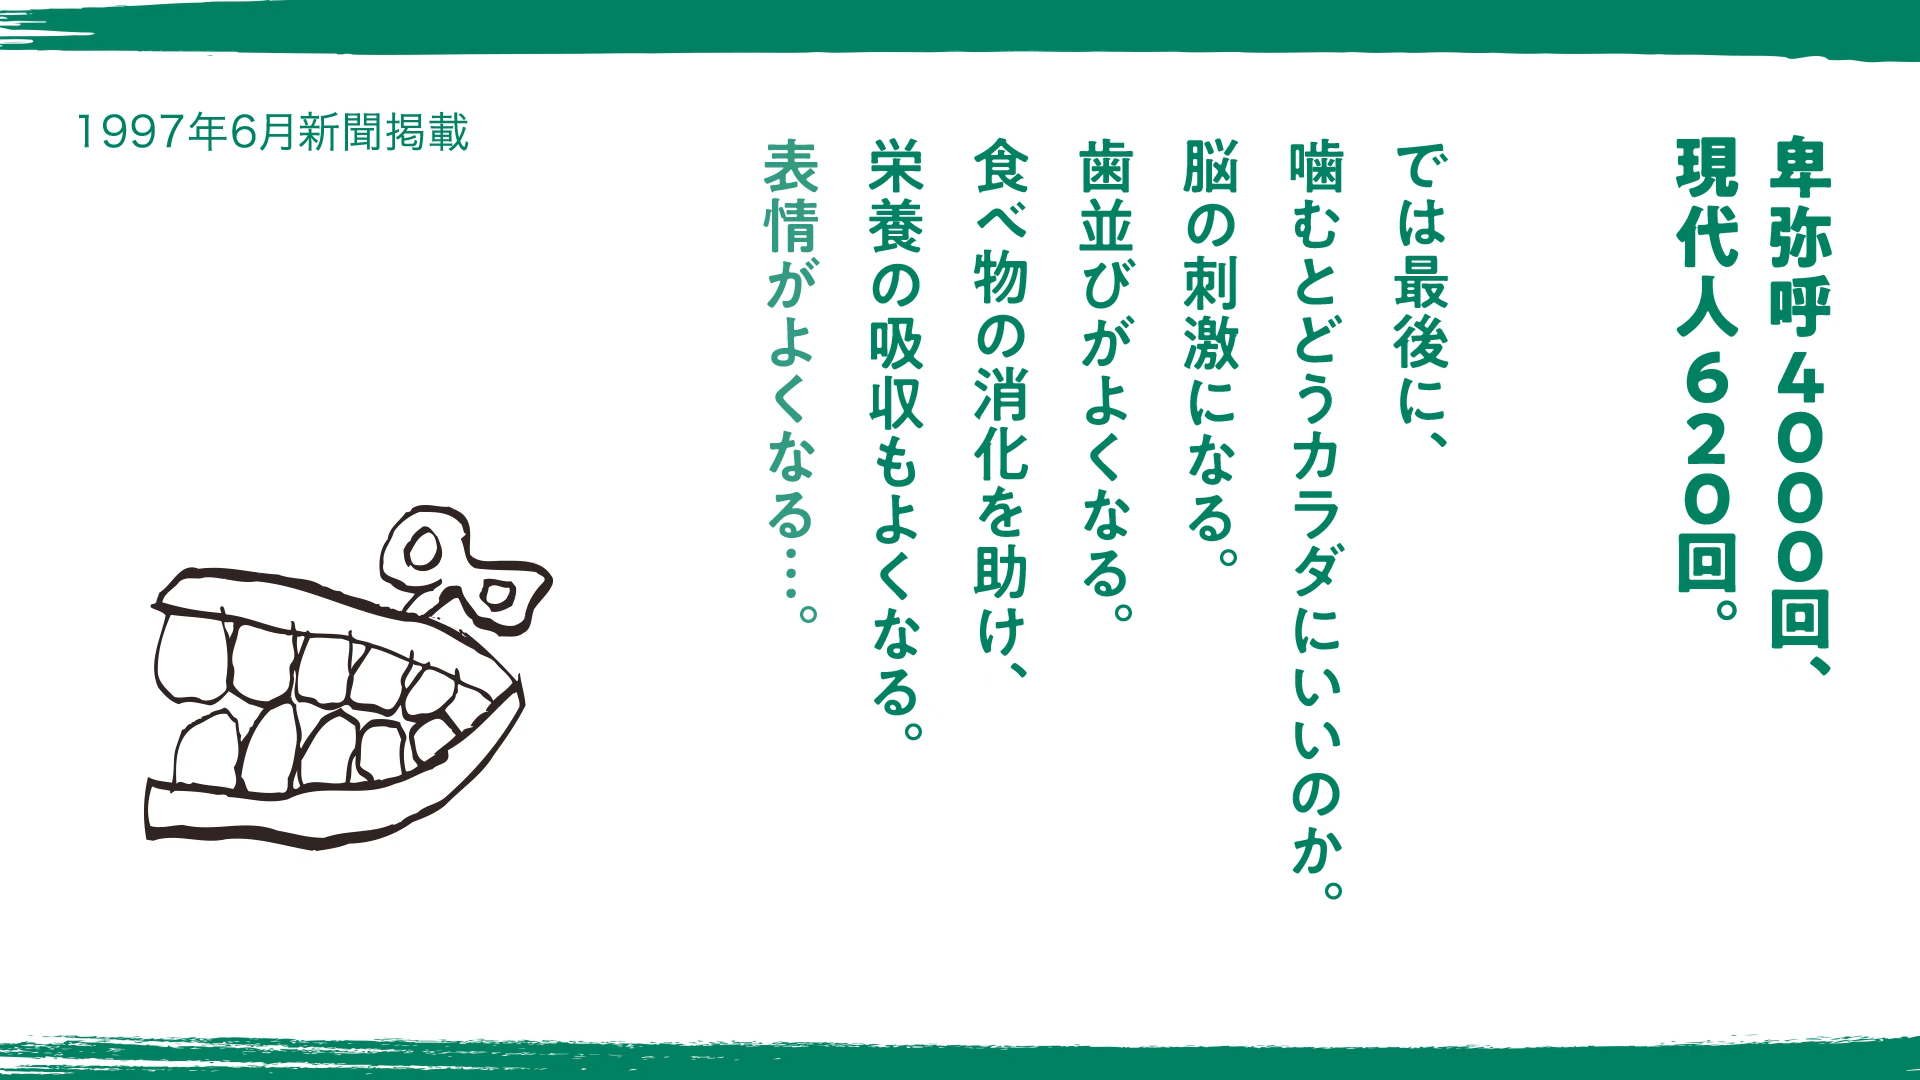 卑弥呼4000回、
現代人620回。
では最後に、
噛むとどうカラダにいいのか。
脳の刺激になる。
歯並びがよくなる。
食べ物の消化を助け、
栄養の吸収もよくなる。
表情がよくなる…。
1997年6月新聞掲載